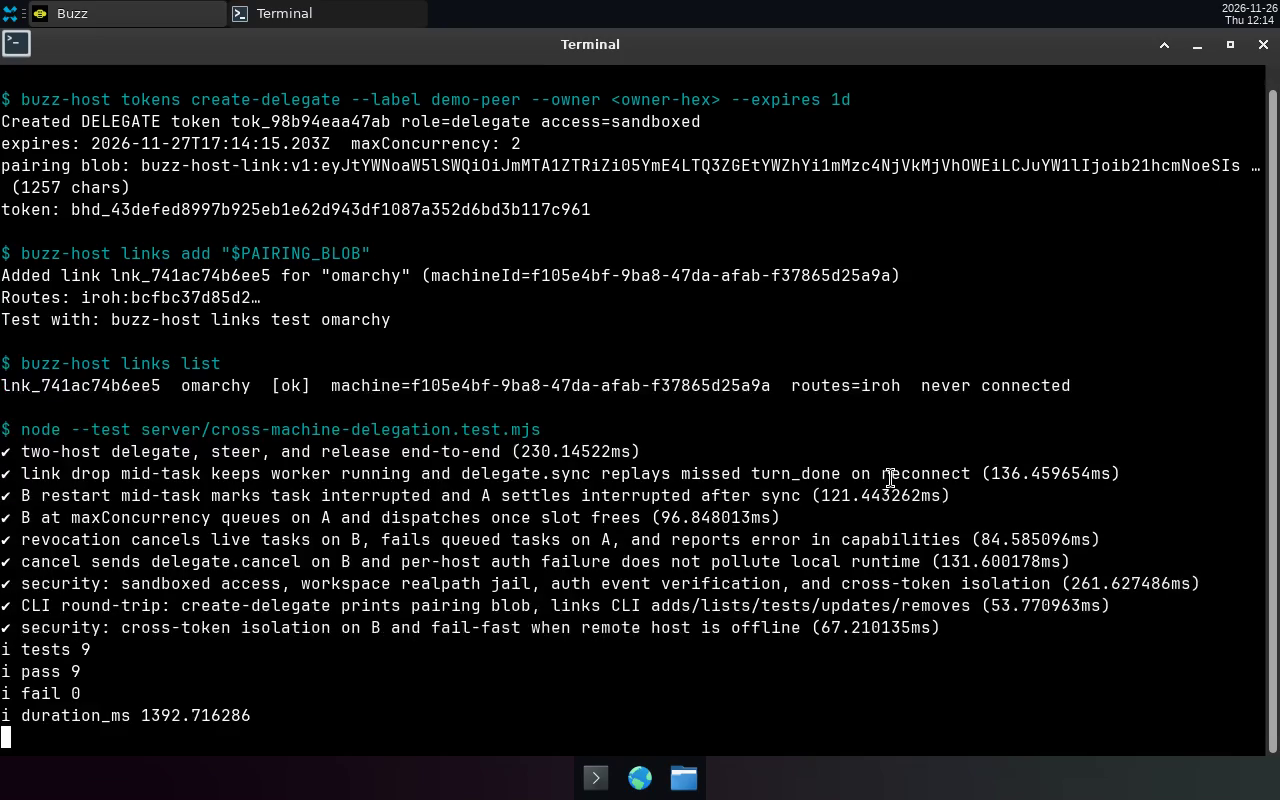 Buzz
Terminal
2026-11-26
Thu 12:14
Terminal
$ buzz-host tokens create-delegate --label demo-peer --owner <owner-hex> --expires 1d
Created DELEGATE token tok_98b94eaa47ab role=delegate access=sandboxed
expires: 2026-11-27T17:14:15.203Z  maxConcurrency: 2
pairing blob: buzz-host-link:v1:eyJtYWNoaW5lSWQiOiJmMTA1ZTRiZi05YmE4LTQ3ZGEtYWZhYi1mMzc4NjVkMjVhOWEiLCJuYW1lIjoib21hcmNoeSIs …
(1257 chars)
token: bhd_43defed8997b925eb1e62d943df1087a352d6bd3b117c961
$ buzz-host links add "$PAIRING_BLOB"
Added link lnk_741ac74b6ee5 for "omarchy" (machineId=f105e4bf-9ba8-47da-afab-f37865d25a9a)
Routes: iroh:bcfbc37d85d2…
Test with: buzz-host links test omarchy
$ buzz-host links list
lnk_741ac74b6ee5  omarchy  [ok]  machine=f105e4bf-9ba8-47da-afab-f37865d25a9a  routes=iroh  never connected
$ node --test server/cross-machine-delegation.test.mjs
✔ two-host delegate, steer, and release end-to-end (230.14522ms)
✔ link drop mid-task keeps worker running and delegate.sync replays missed turn_done on reconnect (136.459654ms)
✔ B restart mid-task marks task interrupted and A settles interrupted after sync (121.443262ms)
✔ B at maxConcurrency queues on A and dispatches once slot frees (96.848013ms)
✔ revocation cancels live tasks on B, fails queued tasks on A, and reports error in capabilities (84.585096ms)
✔ cancel sends delegate.cancel on B and per-host auth failure does not pollute local runtime (131.600178ms)
✔ security: sandboxed access, workspace realpath jail, auth event verification, and cross-token isolation (261.627486ms)
✔ CLI round-trip: create-delegate prints pairing blob, links CLI adds/lists/tests/updates/removes (53.770963ms)
✔ security: cross-token isolation on B and fail-fast when remote host is offline (67.210135ms)
i tests 9
i pass 9
i fail 0
i duration_ms 1392.716286